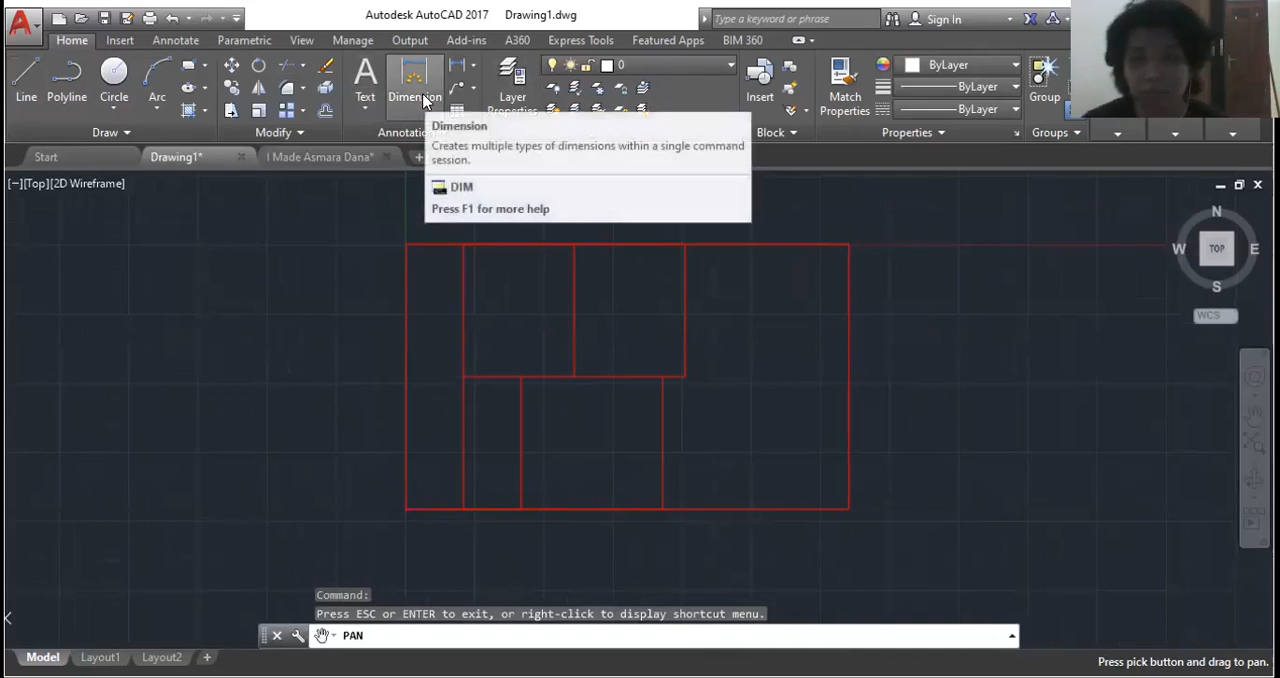 Autodesk AutoCAD 2017 Drawing1.dwg
Type a keyword or phrase
Sign In
Home Insert Annotate Parametric View Manage Output Add-ins A360 Express Tools Featured Apps BIM 360
0
ByLayer
ByLayer
ByLayer
Line Polyline Circle Arc Text Dimension Layer Properties Insert Match Properties Group
Draw Modify Annotation Block Properties Groups
Start Drawing1* I Made Asmara Dana*
Dimension
Creates multiple types of dimensions within a single command
session.
DIM
Press F1 for more help
[−][Top][2D Wireframe]
N
W TOP E
S
WCS
Command:
Press ESC or ENTER to exit, or right-click to display shortcut menu.
PAN
Model Layout1 Layout2 +
Press pick button and drag to pan.